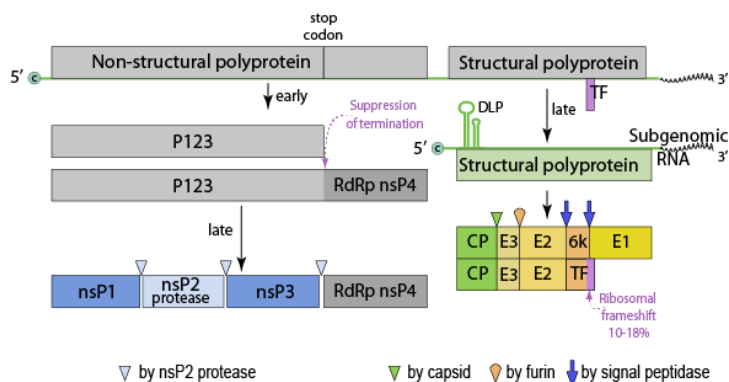 stop
codon
Non-structural polyprotein
Structural polyprotein
5’ c
TF
3’
early
Suppression
of termination
DLP
late
P123
5’ c
Subgenomic
RNA
3’
Structural polyprotein
P123
RdRp nsP4
late
CP E3 E2 6k E1
CP E3 E2 TF
nsP1
nsP2
protease
nsP3
RdRp nsP4
Ribosomal
frameshift
10-18%
by nsP2 protease
by capsid
by furin
by signal peptidase